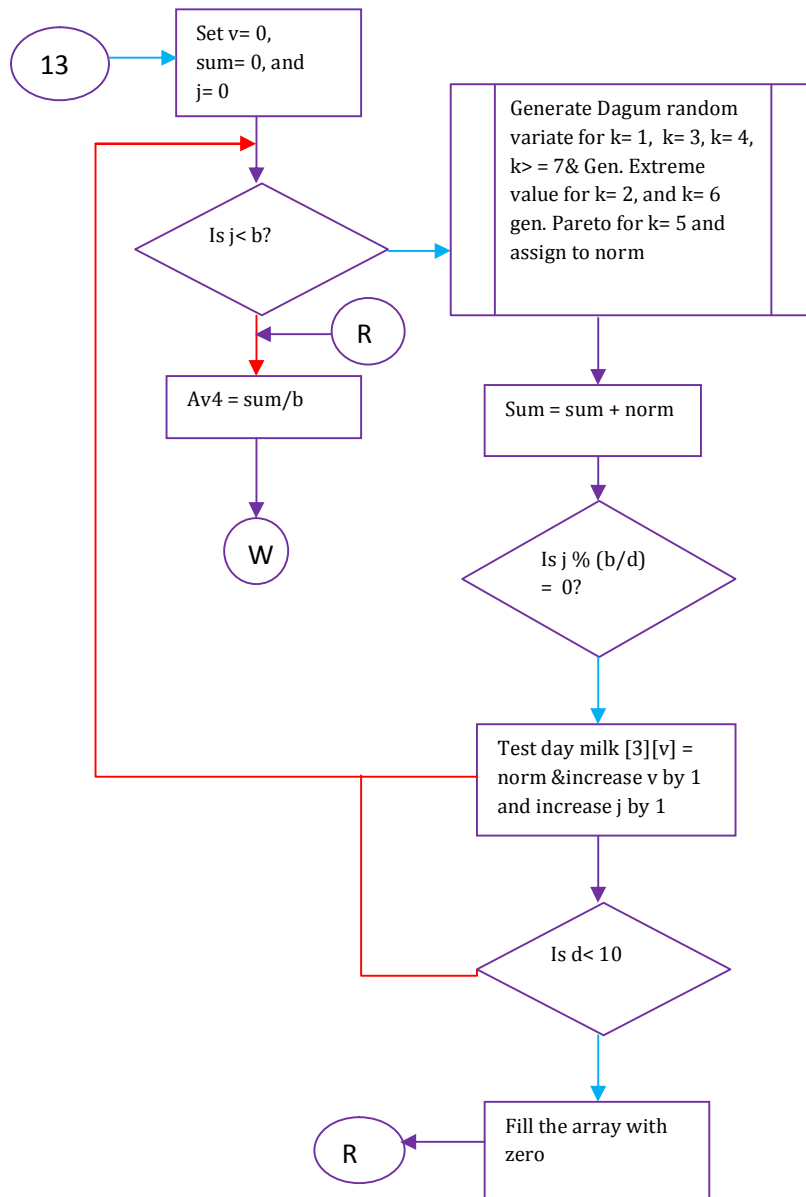 13
Set v= 0,
sum= 0, and
j= 0
Generate Dagum random
variate for k= 1,  k= 3, k= 4,
k> = 7& Gen. Extreme
value for k= 2, and k= 6
gen. Pareto for k= 5 and
assign to norm
Is j< b?
R
Av4 = sum/b
Sum = sum + norm
W
Is j % (b/d)
=  0?
Test day milk [3][v] =
norm &increase v by 1
and increase j by 1
Is d< 10
Fill the array with
zero
R